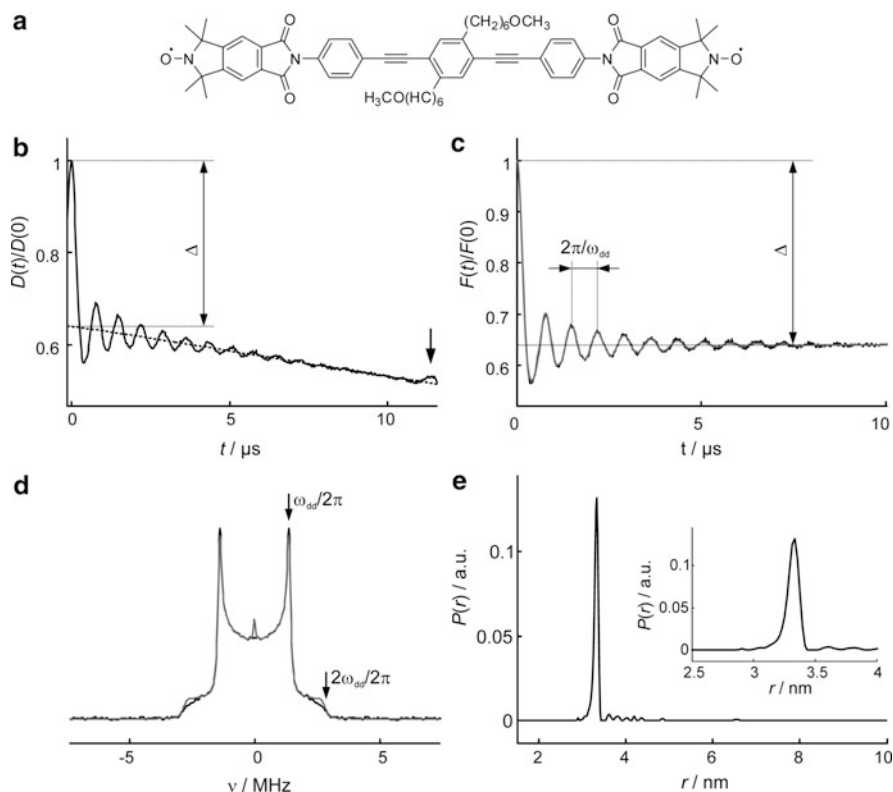 a
(CH2)6OCH3
O O
O• N N N N O•
O O
H3CO(HC)6
b
1
0.8
0.6
D(t)/D(0)
Δ
0 5 10
t / μs
c
1
0.9
0.8
0.7
0.6
F(t)/F(0)
2π/ωdd
Δ
0 5 10
t / μs
d
ωdd/2π
2ωdd/2π
-5 0 5
ν / MHz
e
0.1
0.05
0
P(r) / a.u.
0.1
0.05
0
P(r) / a.u.
2.5 3 3.5 4
r / nm
2 4 6 8 10
r / nm